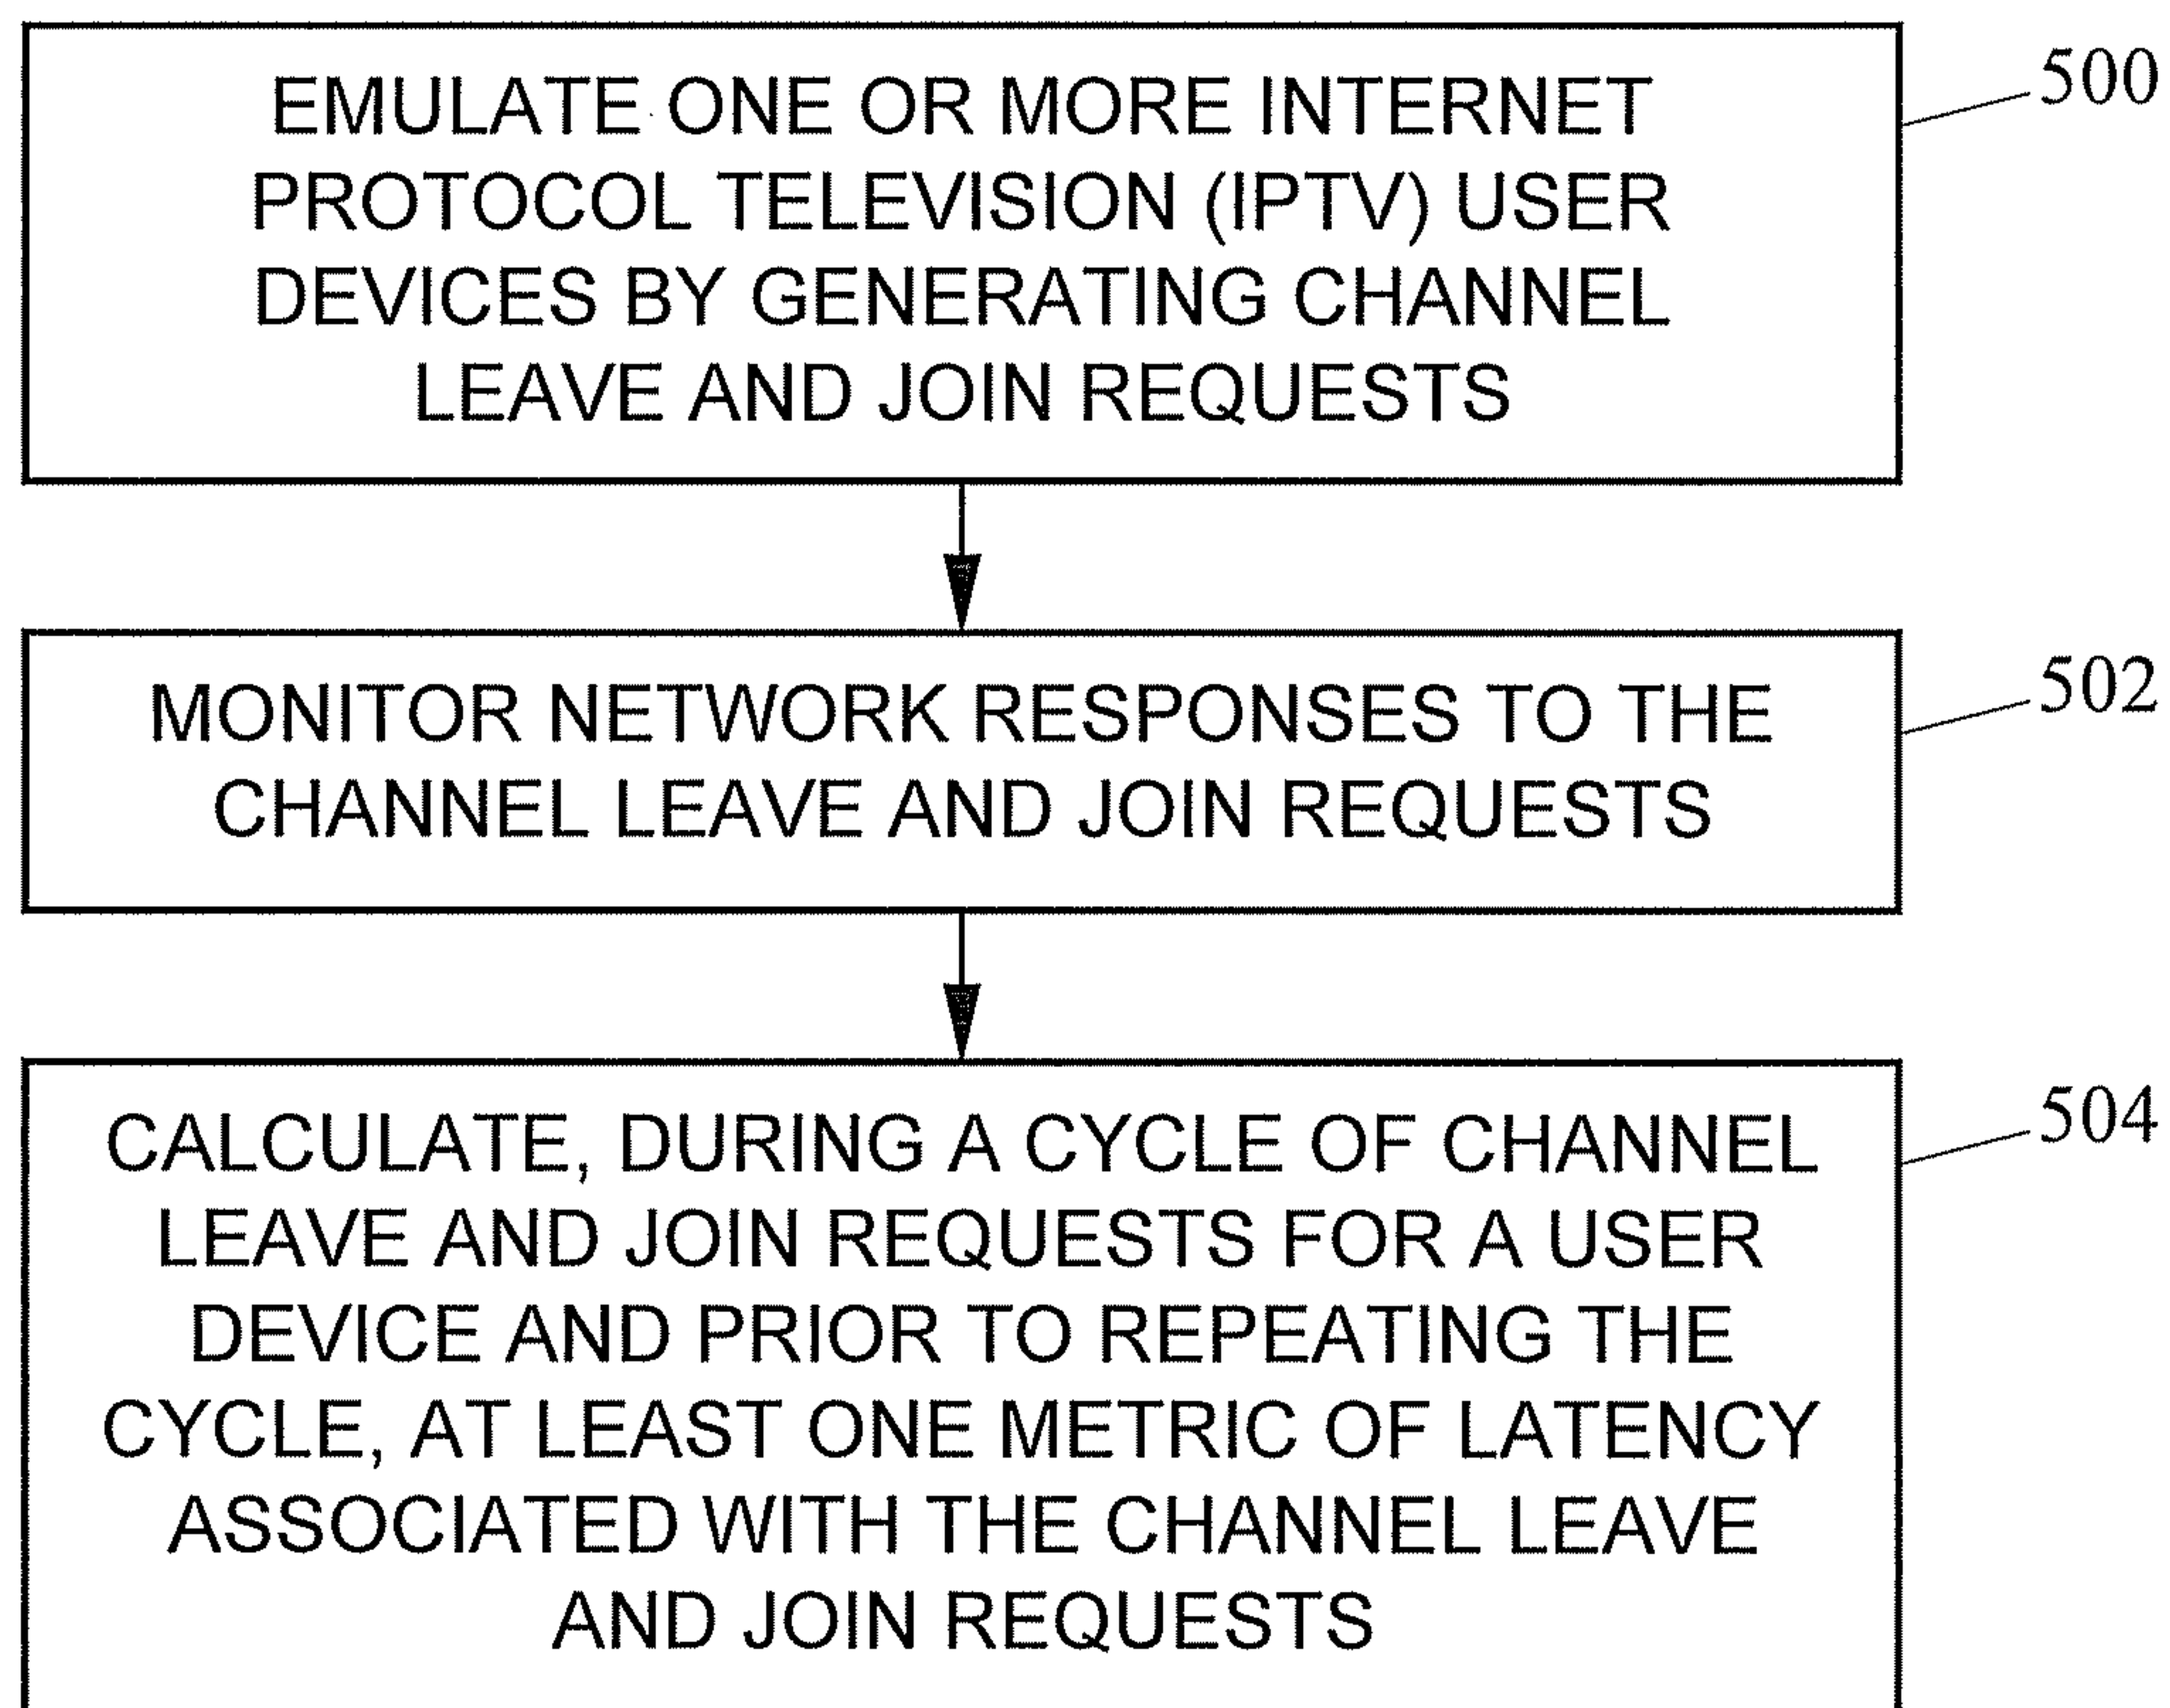 EMULATE ONE OR MORE INTERNET
PROTOCOL TELEVISION (IPTV) USER
DEVICES BY GENERATING CHANNEL
LEAVE AND JOIN REQUESTS
500
MONITOR NETWORK RESPONSES TO THE
CHANNEL LEAVE AND JOIN REQUESTS
502
CALCULATE, DURING A CYCLE OF CHANNEL
LEAVE AND JOIN REQUESTS FOR A USER
DEVICE AND PRIOR TO REPEATING THE
CYCLE, AT LEAST ONE METRIC OF LATENCY
ASSOCIATED WITH THE CHANNEL LEAVE
AND JOIN REQUESTS
504